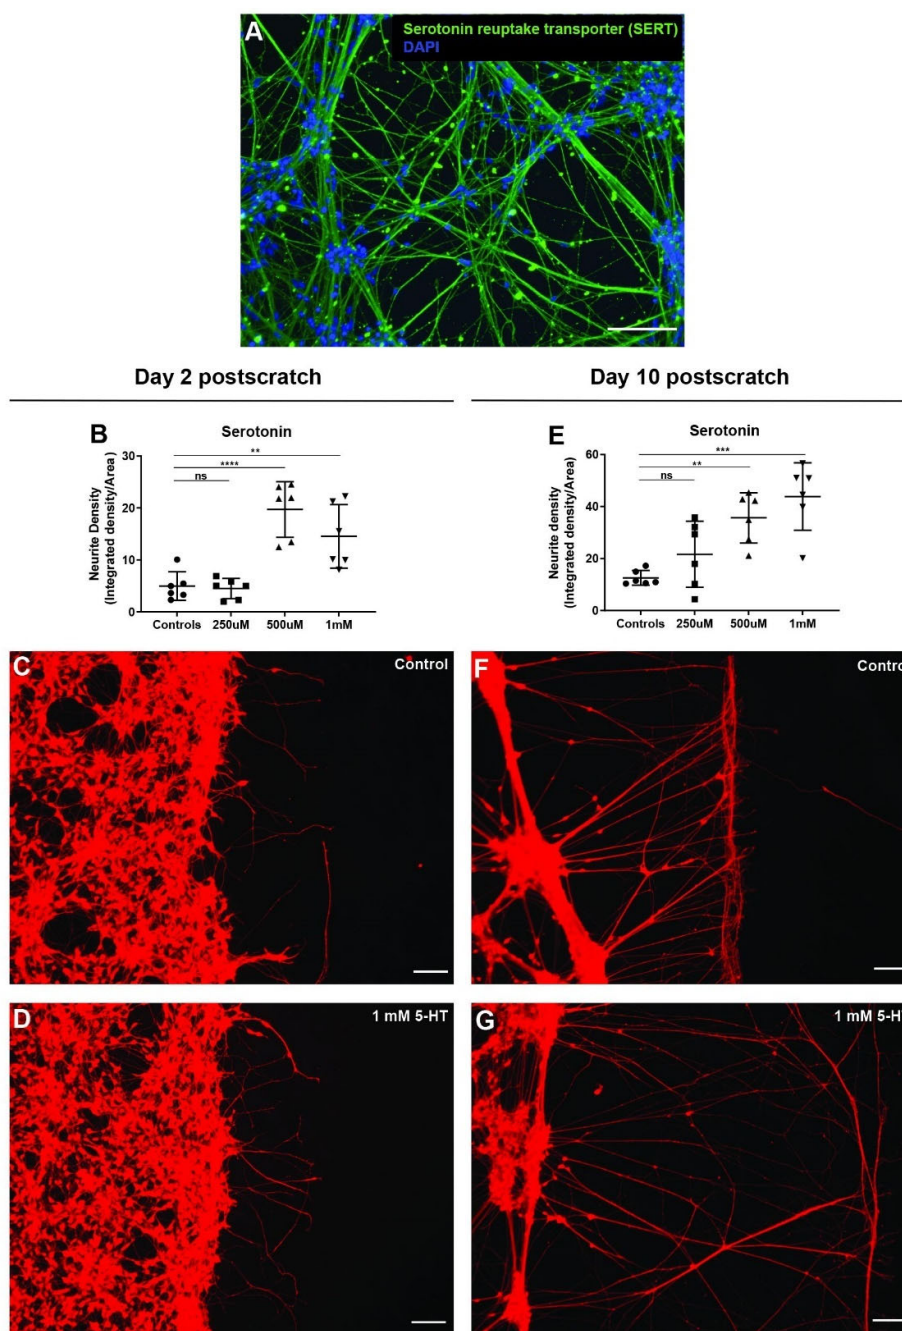 A
Serotonin reuptake transporter (SERT)
DAPI
Day 2 postscratch
Day 10 postscratch
B
Serotonin
**
****
ns
Neurite Density
(Integrated density/Area)
30
20
10
0
Controls 250uM 500uM 1mM
E
Serotonin
***
**
ns
Neurite density
(Integrated density/Area)
60
40
20
0
Controls 250uM 500uM 1mM
C
Control
F
Contro
D
1 mM 5-HT
G
1 mM 5-H